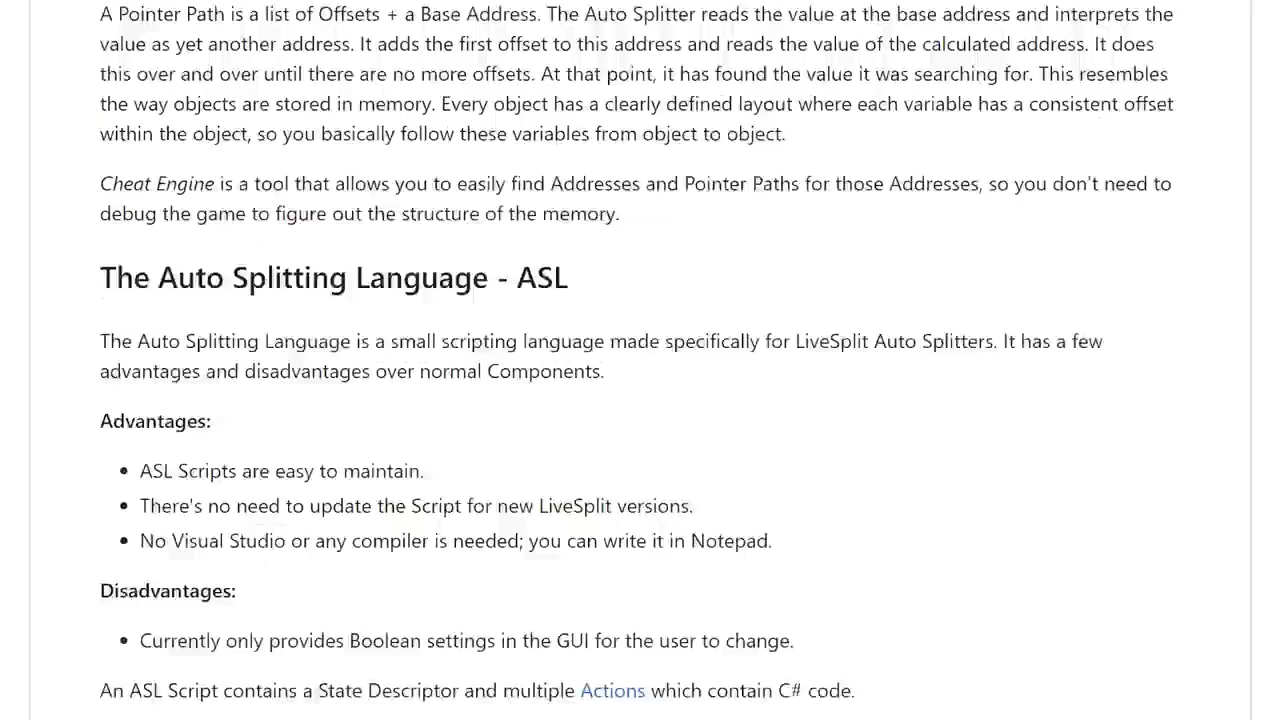 A Pointer Path is a list of Offsets + a Base Address. The Auto Splitter reads the value at the base address and interprets the
value as yet another address. It adds the first offset to this address and reads the value of the calculated address. It does
this over and over until there are no more offsets. At that point, it has found the value it was searching for. This resembles
the way objects are stored in memory. Every object has a clearly defined layout where each variable has a consistent offset
within the object, so you basically follow these variables from object to object.
Cheat Engine is a tool that allows you to easily find Addresses and Pointer Paths for those Addresses, so you don't need to
debug the game to figure out the structure of the memory.
The Auto Splitting Language - ASL
The Auto Splitting Language is a small scripting language made specifically for LiveSplit Auto Splitters. It has a few
advantages and disadvantages over normal Components.
Advantages:
• ASL Scripts are easy to maintain.
• There's no need to update the Script for new LiveSplit versions.
• No Visual Studio or any compiler is needed; you can write it in Notepad.
Disadvantages:
• Currently only provides Boolean settings in the GUI for the user to change.
An ASL Script contains a State Descriptor and multiple Actions which contain C# code.